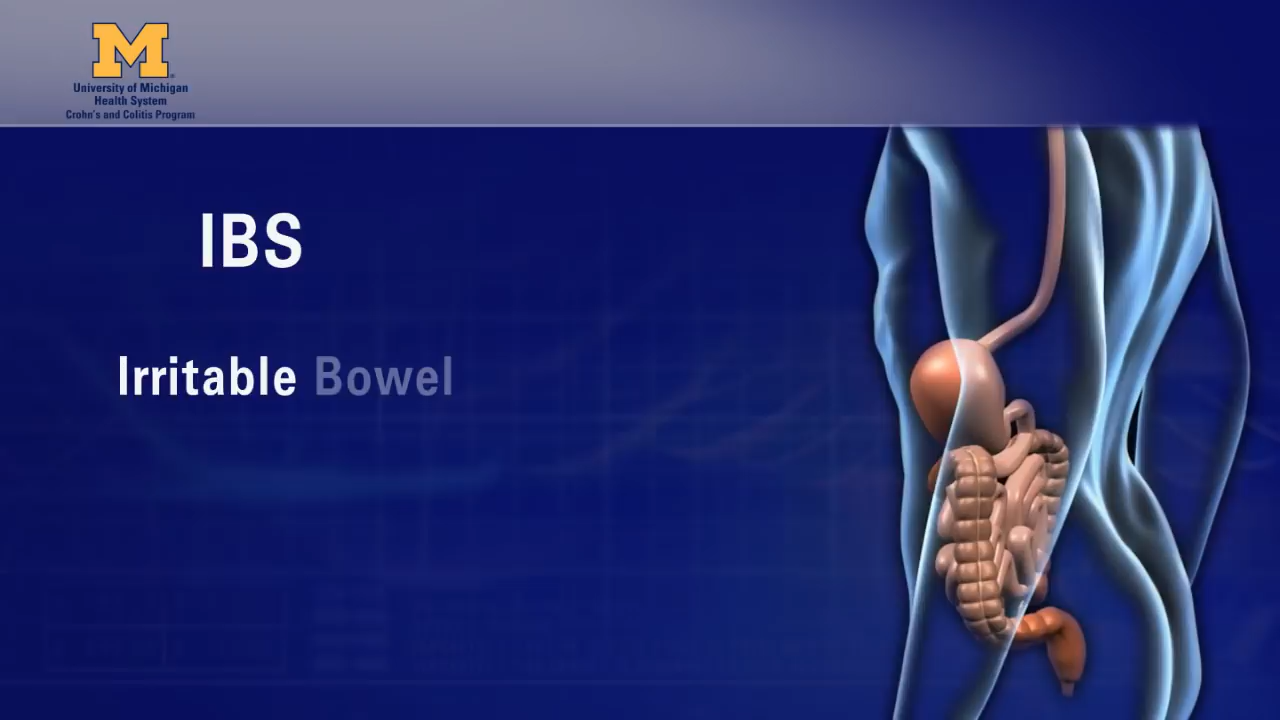 M
University of Michigan
Health System
Crohn's and Colitis Program
IBS
Irritable Bowel